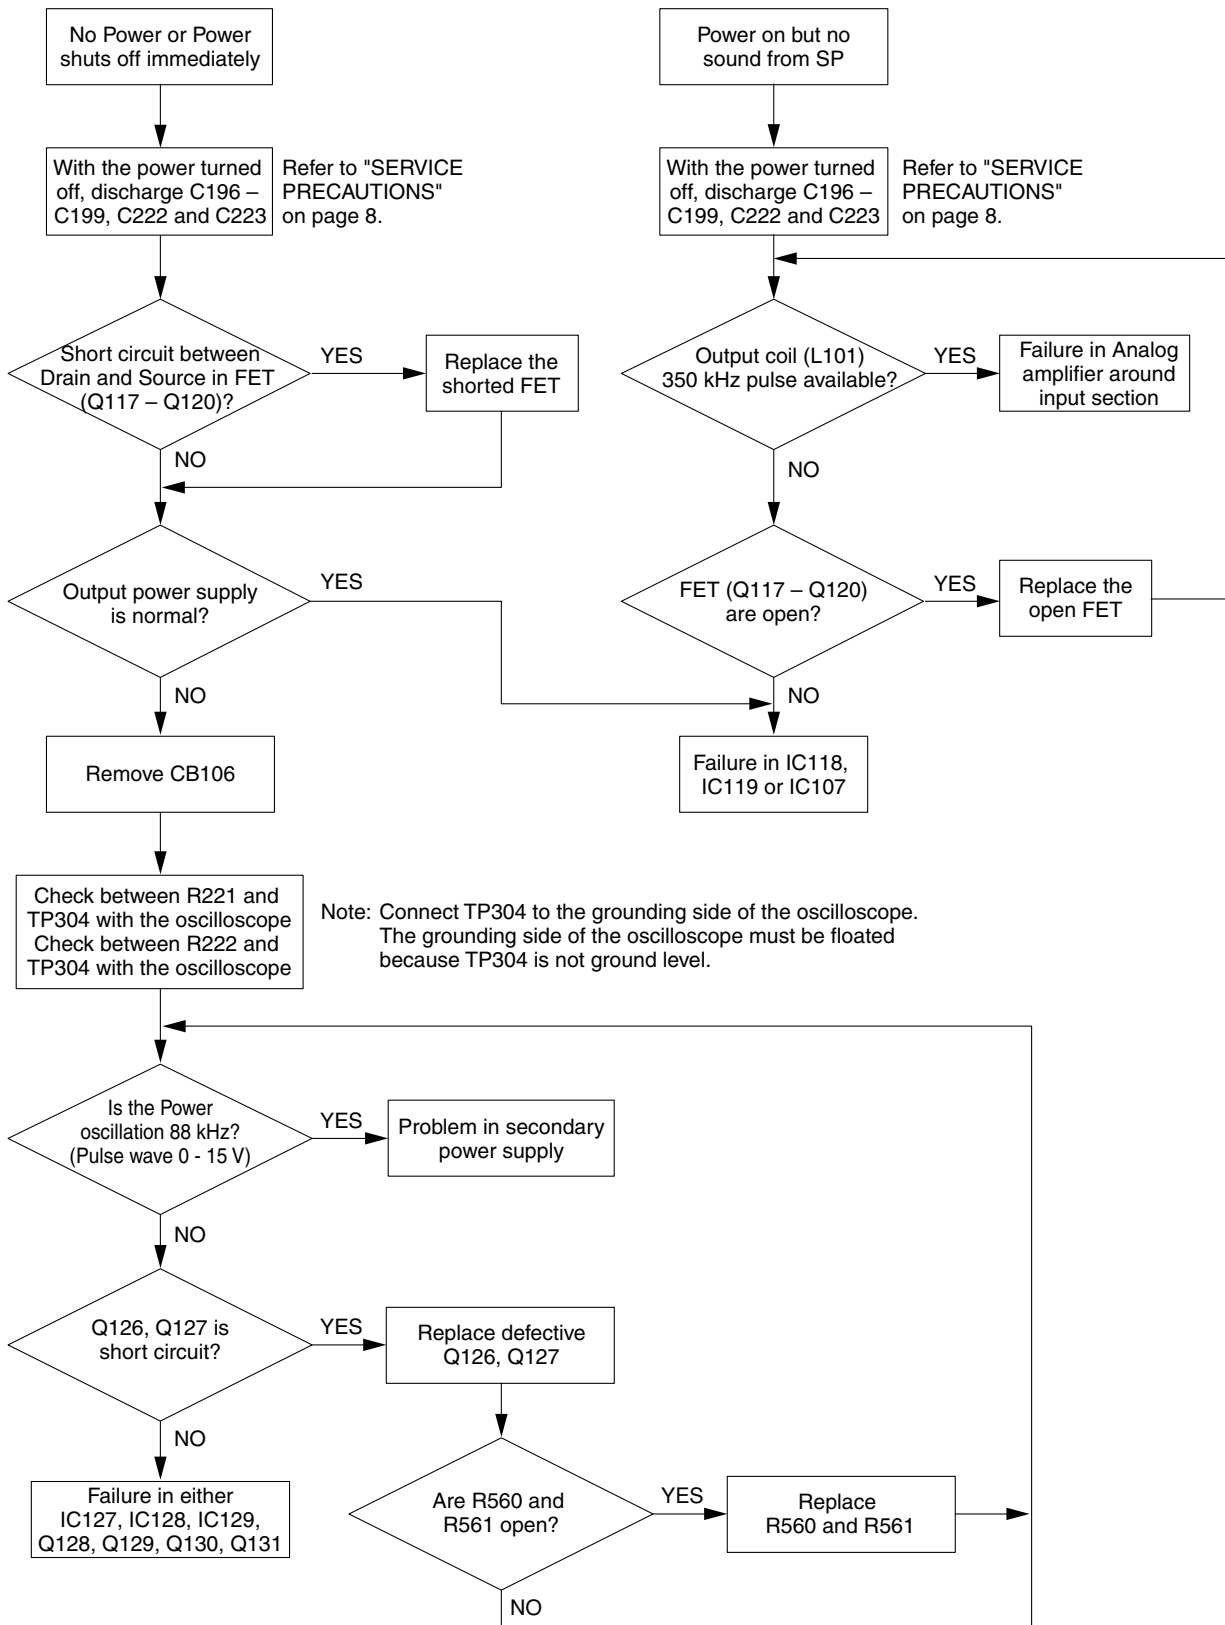 No Power or Power
shuts off immediately
With the power turned
off, discharge C196 –
C199, C222 and C223
Refer to "SERVICE
PRECAUTIONS"
on page 8.
Short circuit between
Drain and Source in FET
(Q117 – Q120)?
YES
Replace the
shorted FET
NO
Output power supply
is normal?
YES
NO
Remove CB106
Check between R221 and
TP304 with the oscilloscope
Check between R222 and
TP304 with the oscilloscope
Note: Connect TP304 to the grounding side of the oscilloscope.
The grounding side of the oscilloscope must be floated
because TP304 is not ground level.
Is the Power
oscillation 88 kHz?
(Pulse wave 0 - 15 V)
YES
Problem in secondary
power supply
NO
Q126, Q127 is
short circuit?
YES
Replace defective
Q126, Q127
NO
Failure in either
IC127, IC128, IC129,
Q128, Q129, Q130, Q131
Are R560 and
R561 open?
YES
Replace
R560 and R561
NO
Power on but no
sound from SP
With the power turned
off, discharge C196 –
C199, C222 and C223
Refer to "SERVICE
PRECAUTIONS"
on page 8.
Output coil (L101)
350 kHz pulse available?
YES
Failure in Analog
amplifier around
input section
NO
FET (Q117 – Q120)
are open?
YES
Replace the
open FET
NO
Failure in IC118,
IC119 or IC107